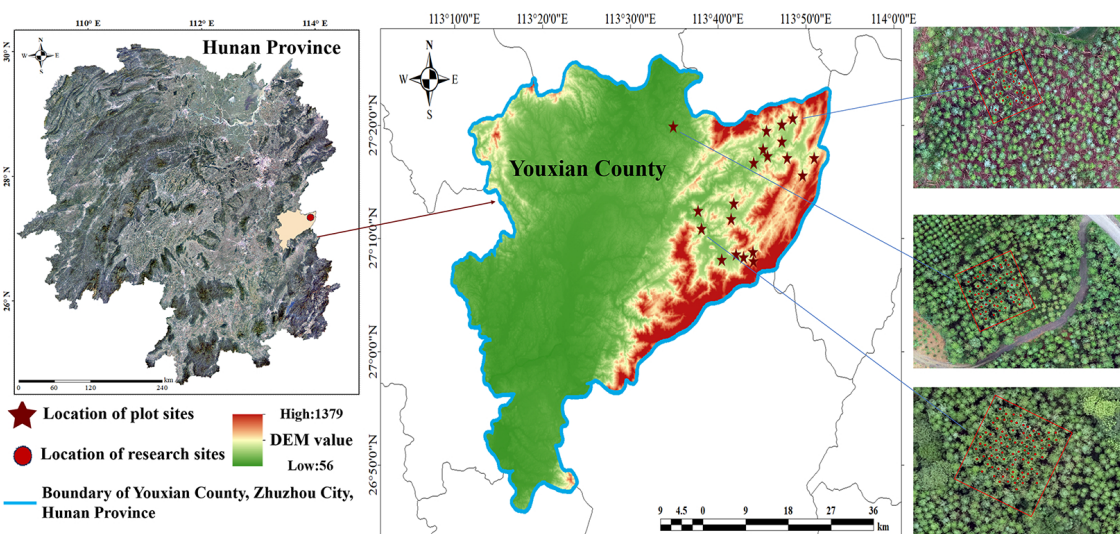 110° E
112° E
114° E
Hunan Province
N
W
E
S
30° N
28° N
26° N
0
60
120
240
km
Location of plot sites
Location of research sites
Boundary of Youxian County, Zhuzhou City,
Hunan Province
High:1379
DEM value
Low:56
113°10'0"E
113°20'0"E
113°30'0"E
113°40'0"E
113°50'0"E
114°0'0"E
N
W
E
S
27°20'0"N
27°10'0"N
27°0'0"N
26°50'0"N
Youxian County
9
4.5
0
9
18
27
36
km